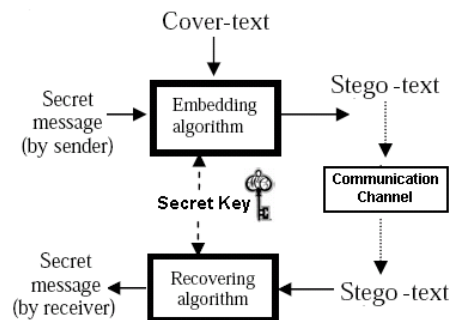 Cover-text
Secret
message
(by sender)
Embedding
algorithm
Stego-text
Communication
Channel
Secret Key
Secret
message
(by receiver)
Recovering
algorithm
Stego-text